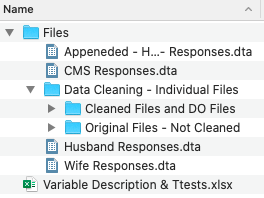 Name
Files
Appeneded - H...- Responses.dta
CMS Responses.dta
Data Cleaning - Individual Files
Cleaned Files and DO Files
Original Files - Not Cleaned
Husband Responses.dta
Wife Responses.dta
Variable Description & Ttests.xlsx